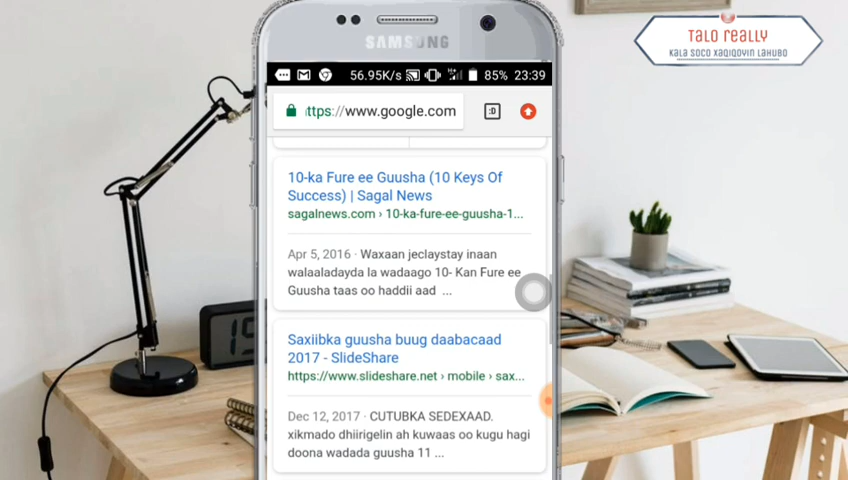 TALO REALLY
KALA SOCO XAQIQOYIN LAHUBO
SAMSUNG
56.95K/s 85% 23:39
ttps://www.google.com
:D
10-ka Fure ee Guusha (10 Keys Of
Success) | Sagal News
sagalnews.com › 10-ka-fure-ee-guusha-1...
Apr 5, 2016 · Waxaan jeclaystay inaan
walaaladayda la wadaago 10- Kan Fure ee
Guusha taas oo haddii aad ...
Saxiibka guusha buug daabacaad
2017 - SlideShare
https://www.slideshare.net › mobile › sax...
Dec 12, 2017 · CUTUBKA SEDEXAAD.
xikmado dhiirigelin ah kuwaas oo kugu hagi
doona wadada guusha 11 ...